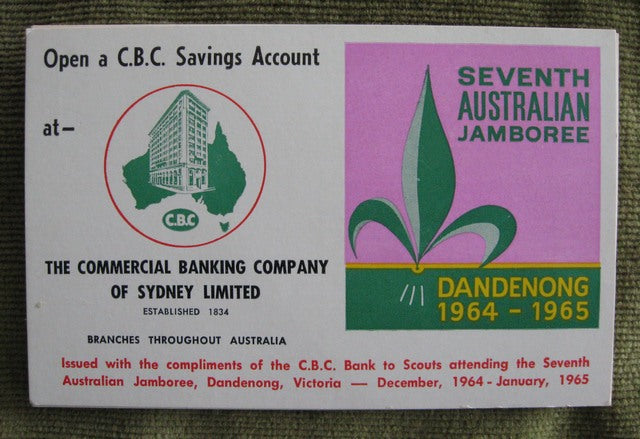 Open a C.B.C. Savings Account
at—
C.B.C
THE COMMERCIAL BANKING COMPANY
OF SYDNEY LIMITED
ESTABLISHED 1834
BRANCHES THROUGHOUT AUSTRALIA
SEVENTH
AUSTRALIAN
JAMBOREE
DANDENONG
1964 - 1965
Issued with the compliments of the C.B.C. Bank to Scouts attending the Seventh
Australian Jamboree, Dandenong, Victoria — December, 1964 - January, 1965